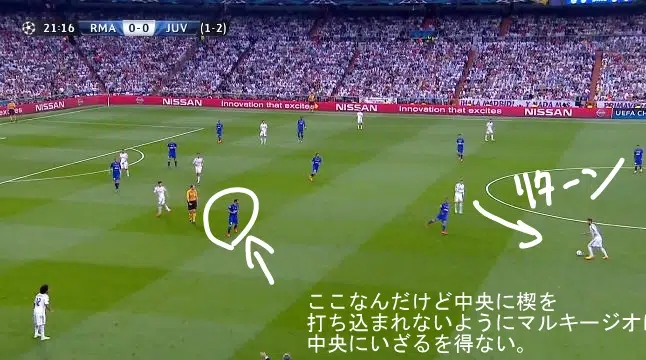 21:16 RMA 0-0 JUV (1-2)
NISSAN
NISSAN Innovation that excites NISSAN Innovation that excites NISSAN UEFA CHA
リターン
ここなんだけど中央に楔を
打ち込まれないようにマルキージオは
中央にいざるを得ない。